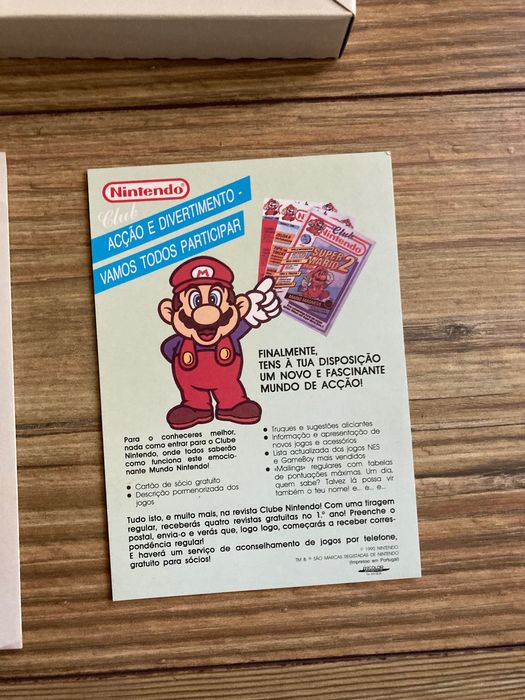 Nintendo®
Club
ACÇÃO E DIVERTIMENTO -
VAMOS TODOS PARTICIPAR
Club
Nintendo
SUPER
MARIO 2
M
FINALMENTE,
TENS À TUA DISPOSIÇÃO
UM NOVO E FASCINANTE
MUNDO DE ACÇÃO!
Para o conheceres melhor,
nada como entrar para o Clube
Nintendo, onde todos saberão
como funciona este emocio-
nante Mundo Nintendo!
• Cartão de sócio gratuito
• Descrição pormenorizada dos
jogos
• Truques e sugestões aliciantes
• Informação e apresentação de
novos jogos e acessórios
• Lista actualizada dos jogos NES
e GameBoy mais vendidos
• «Mailings» regulares com tabelas
de pontuações máximas. Um dia,
quem sabe? Talvez lá possa vir
também o teu nome! e... e... e...
Tudo isto, e muito mais, na revista Clube Nintendo! Com uma tiragem
regular, receberás quatro revistas gratuitas no 1.º ano! Preenche o
postal, envia-o e verás que, logo logo, começarás a receber corres-
pondência regular!
E haverá um serviço de aconselhamento de jogos por telefone,
gratuito para sócios!
© 1990 NINTENDO
TM & ® SÃO MARCAS REGISTADAS DE NINTENDO
(Impresso em Portugal)